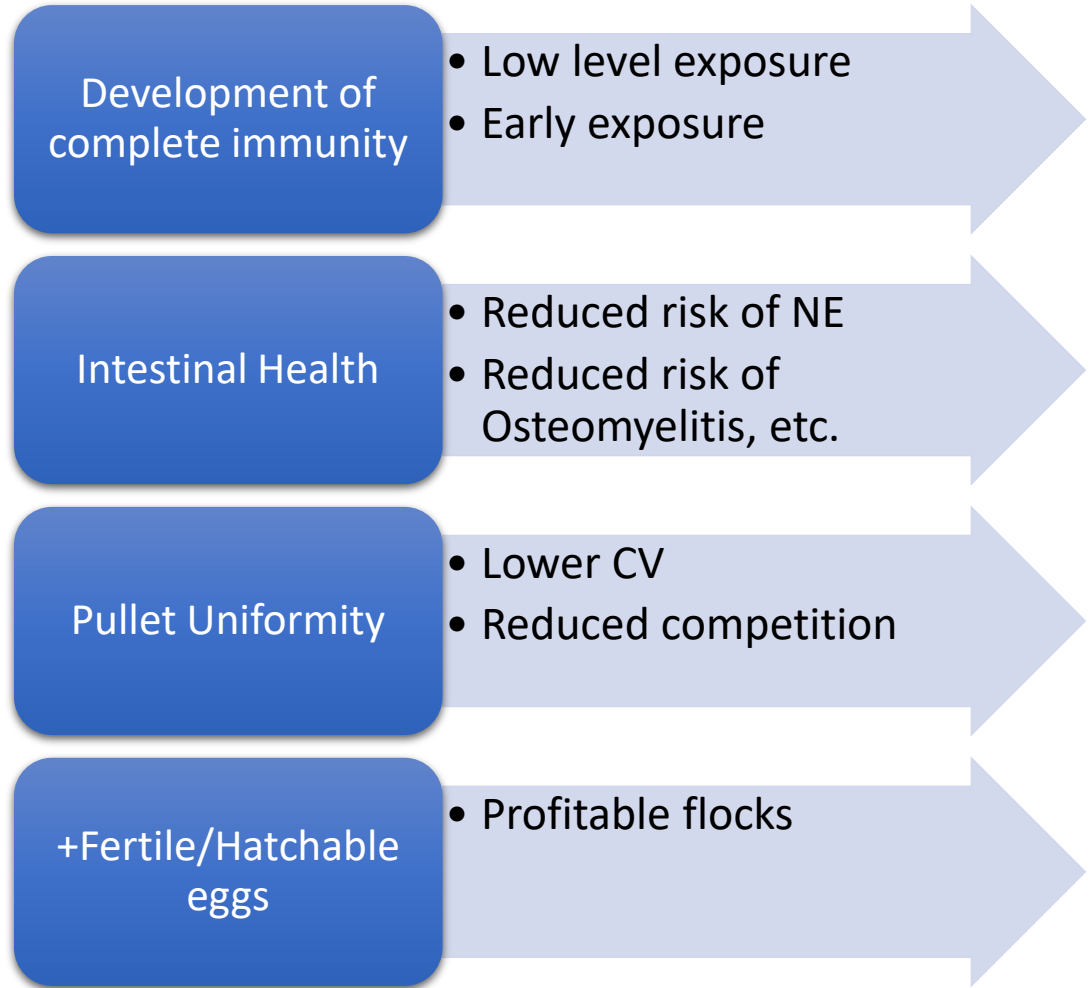 Development of
complete immunity
• Low level exposure
• Early exposure
Intestinal Health
• Reduced risk of NE
• Reduced risk of
Osteomyelitis, etc.
Pullet Uniformity
• Lower CV
• Reduced competition
+Fertile/Hatchable
eggs
• Profitable flocks